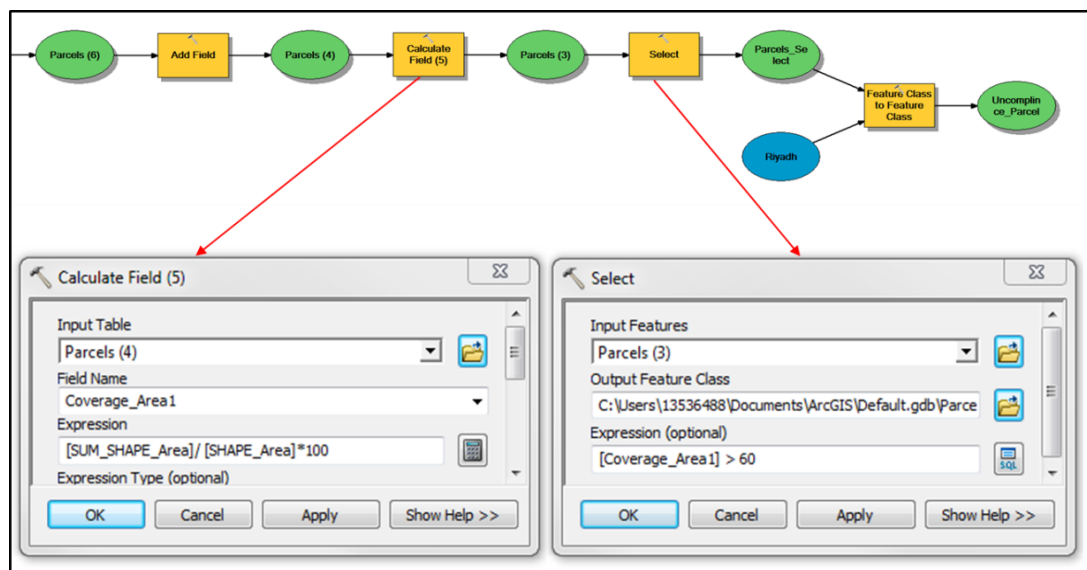 Parcels (6)
Add Field
Parcels (4)
Calculate
Field (5)
Parcels (3)
Select
Parcels_Se
lect
Feature Class
to Feature
Class
Uncomplin
ce_Parcel
Riyadh
Calculate Field (5)
Input Table
Parcels (4)
Field Name
Coverage_Area1
Expression
[SUM_SHAPE_Area]/ [SHAPE_Area]*100
Expression Type (optional)
OK
Cancel
Apply
Show Help >>
Select
Input Features
Parcels (3)
Output Feature Class
C:\Users\13536488\Documents\ArcGIS\Default.gdb\Parce
Expression (optional)
[Coverage_Area1] > 60
SQL
OK
Cancel
Apply
Show Help >>